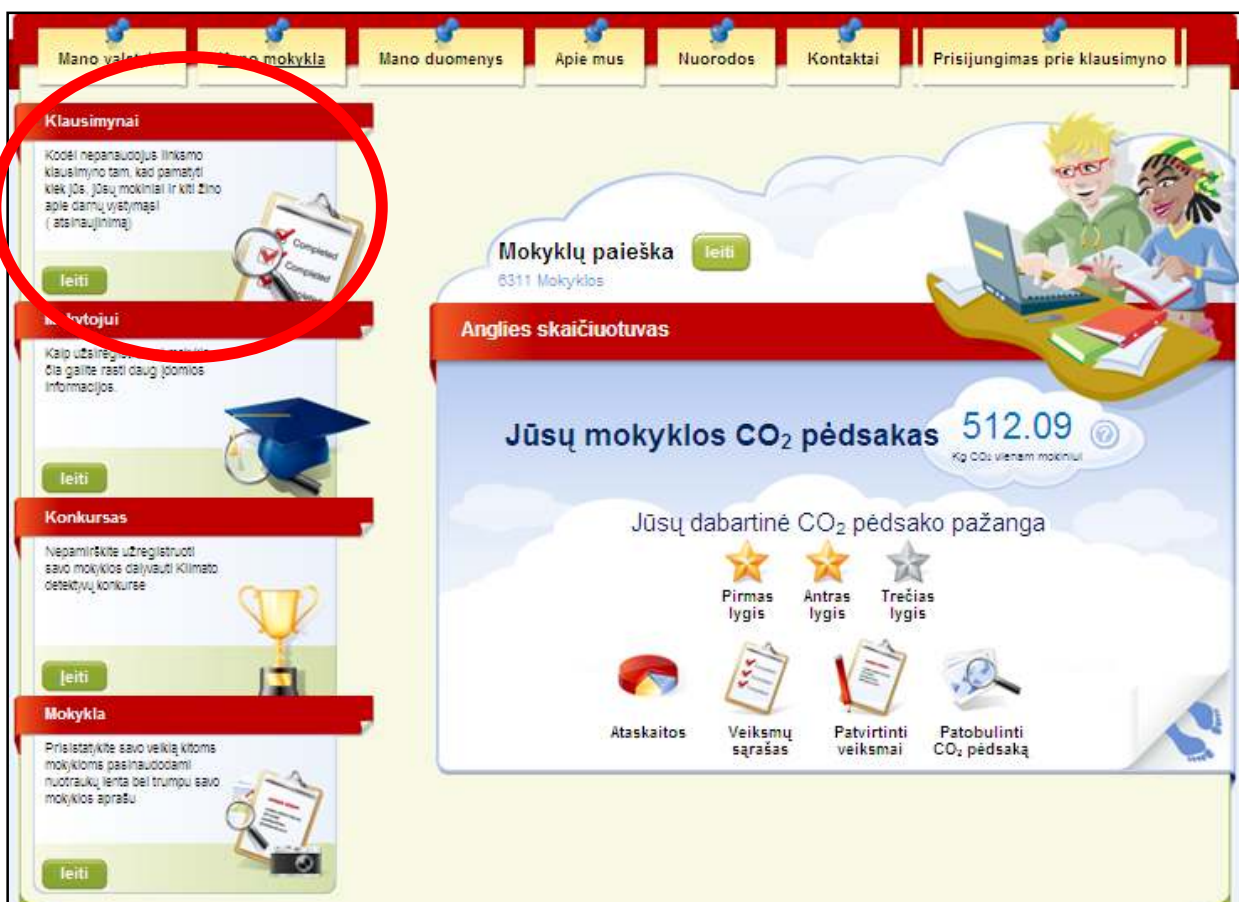 Mano mokykla
Mano duomenys
Apie mus
Nuorodos
Kontaktai
Prisijungimas prie klausimyno
Klausimynai
Kodėl nepanaudojus linksmo
klausimyno tam, kad pamatyti
kiek jūs, jūsų mokiniai ir kiti žino
apie darnų vystymąsi
( atsinaujinimą)
Completed
Completed
Completed
Įeiti
Mokytojui
čia galite rasti daug įdomios
informacijos.
Įeiti
Konkursas
Nepamirškite užregistruoti
savo mokyklos dalyvauti Klimato
detektyvų konkurse
Įeiti
Mokykla
Prisistatykite savo veiklą kitoms
mokykloms pasinaudodami
nuotraukų lenta bei trumpu savo
mokyklos aprašu
Įeiti
Mokyklų paieška
Įeiti
6311 Mokyklos
Anglies skaičiuotuvas
Jūsų mokyklos CO₂ pėdsakas
512.09
Kg CO₂ vienam mokiniui
Jūsų dabartinė CO₂ pėdsako pažanga
Pirmas
lygis
Antras
lygis
Trečias
lygis
Ataskaitos
Veiksmų
sąrašas
Patvirtinti
veiksmai
Patobulinti
CO₂ pėdsaką